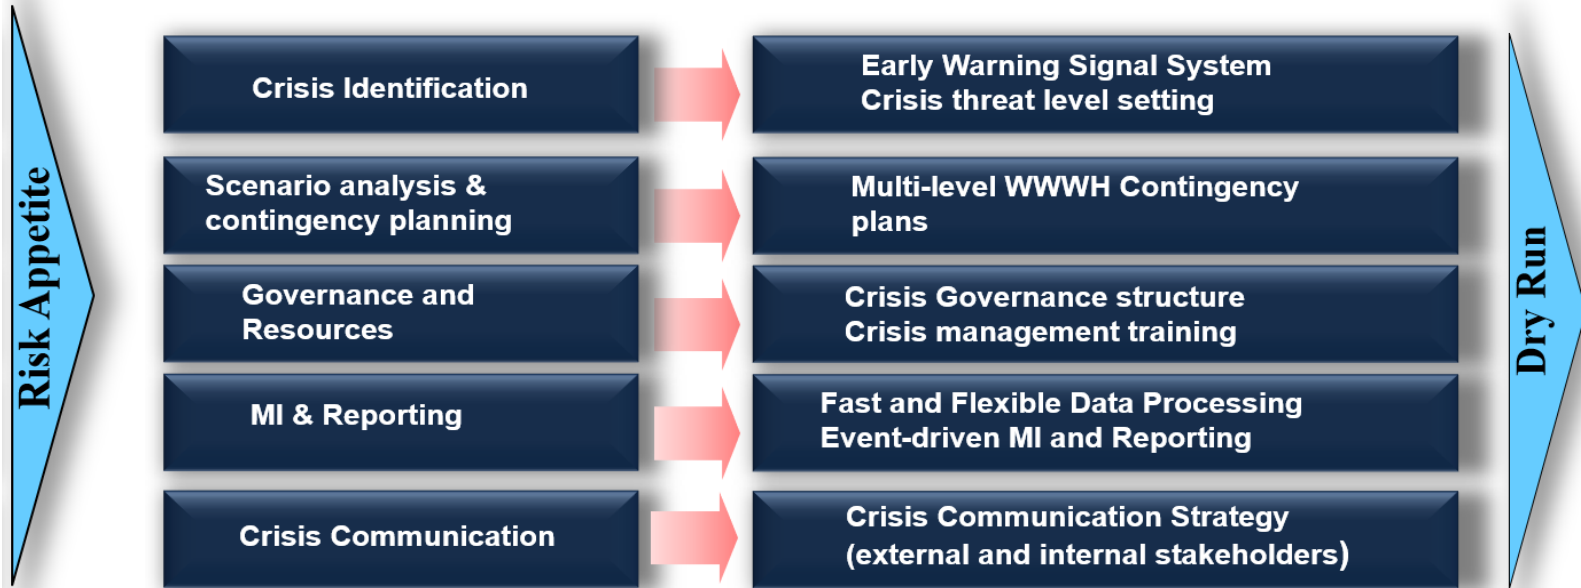 Risk Appetite
Crisis Identification
Early Warning Signal System
Crisis threat level setting
Scenario analysis &
contingency planning
Multi-level WWWH Contingency
plans
Governance and
Resources
Crisis Governance structure
Crisis management training
MI & Reporting
Fast and Flexible Data Processing
Event-driven MI and Reporting
Crisis Communication
Crisis Communication Strategy
(external and internal stakeholders)
Dry Run